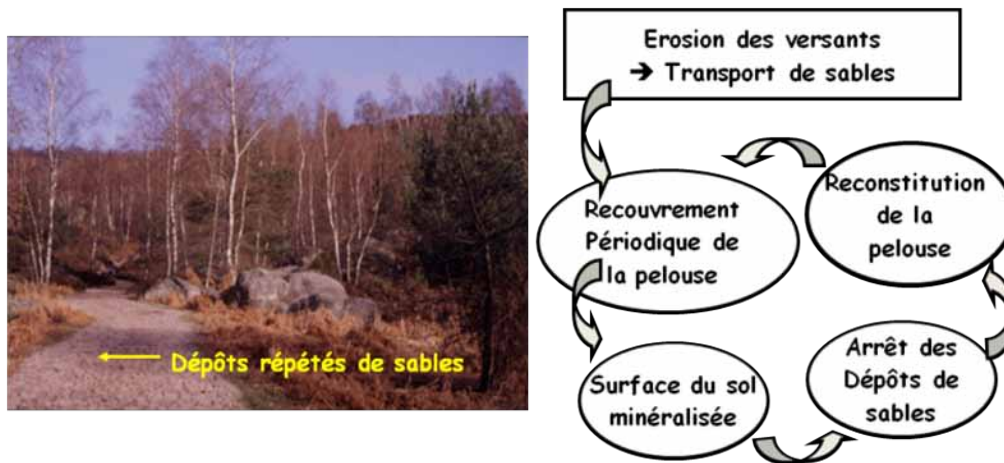 Dépôts répétés de sables
Erosion des versants
➔ Transport de sables
Recouvrement
Périodique de
la pelouse
Surface du sol
minéralisée
Arrêt des
Dépôts de
sables
Reconstitution
de la
pelouse